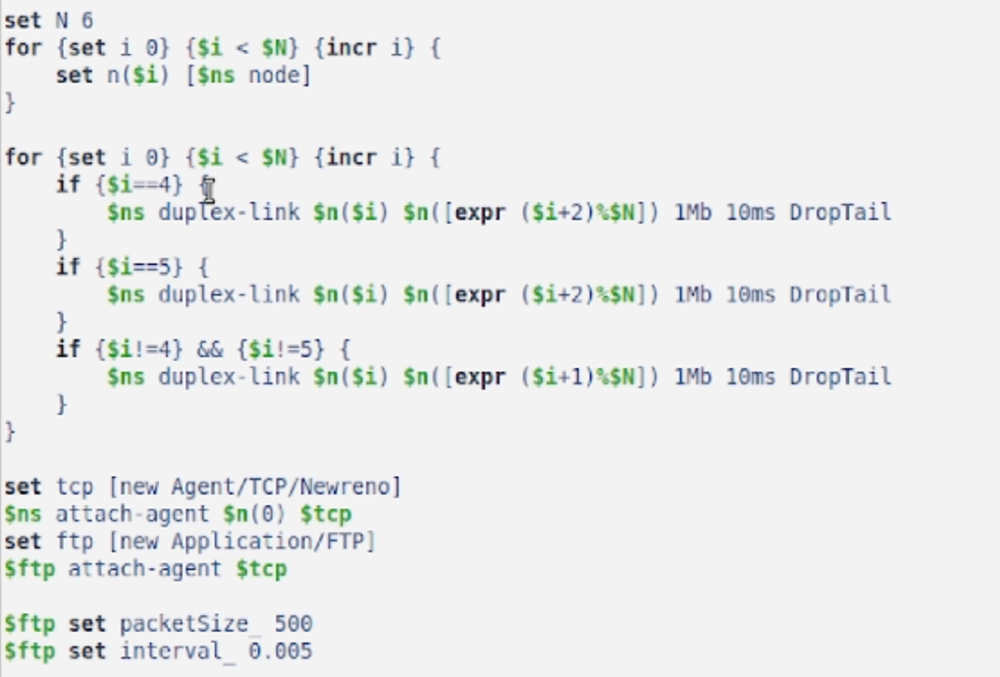 set N 6
for {set i 0} {$i < $N} {incr i} {
    set n($i) [$ns node]
}

for {set i 0} {$i < $N} {incr i} {
    if {$i==4} {
        $ns duplex-link $n($i) $n([expr ($i+2)%$N]) 1Mb 10ms DropTail
    }
    if {$i==5} {
        $ns duplex-link $n($i) $n([expr ($i+2)%$N]) 1Mb 10ms DropTail
    }
    if {$i!=4} && {$i!=5} {
        $ns duplex-link $n($i) $n([expr ($i+1)%$N]) 1Mb 10ms DropTail
    }
}

set tcp [new Agent/TCP/Newreno]
$ns attach-agent $n(0) $tcp
set ftp [new Application/FTP]
$ftp attach-agent $tcp

$ftp set packetSize_ 500
$ftp set interval_ 0.005